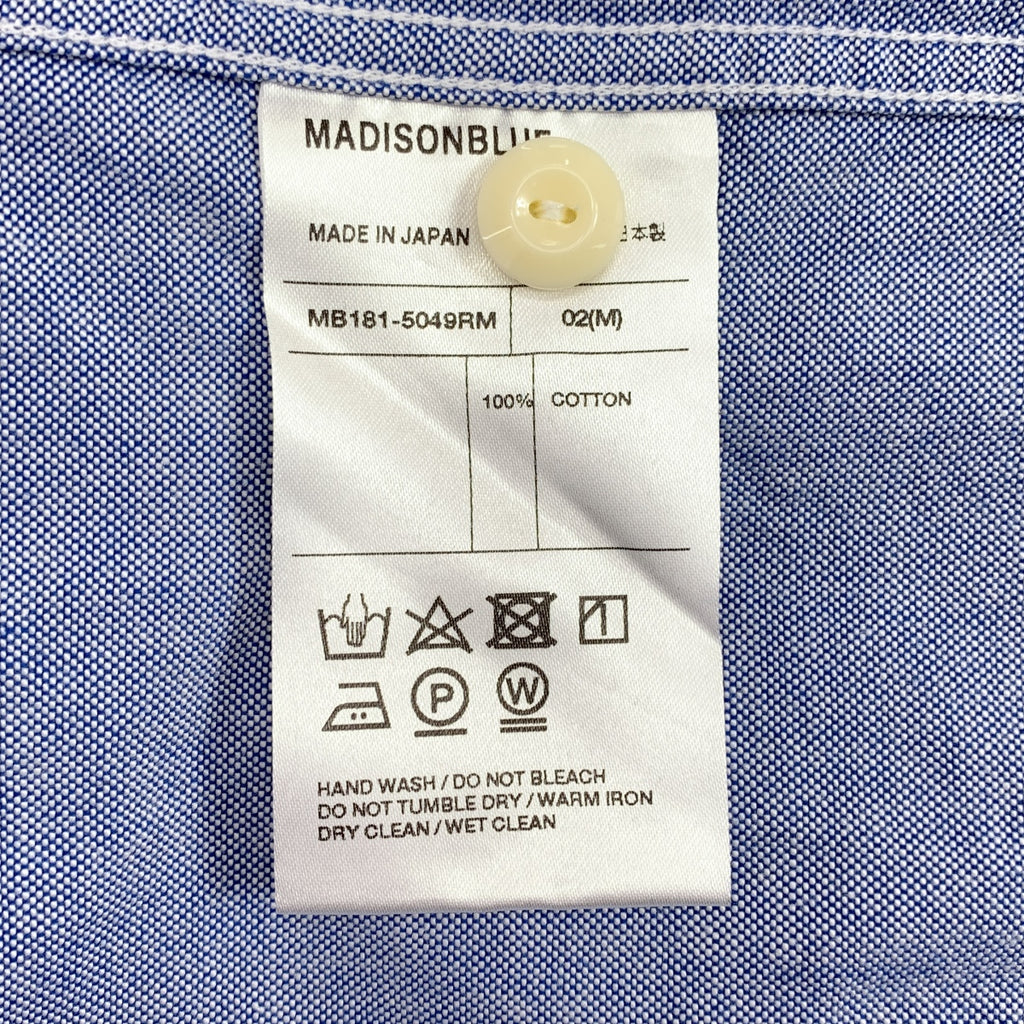 MADISONBLUE
MADE IN JAPAN 日本製
MB181-5049RM 02(M)
100% COTTON
P W
HAND WASH / DO NOT BLEACH
DO NOT TUMBLE DRY / WARM IRON
DRY CLEAN / WET CLEAN